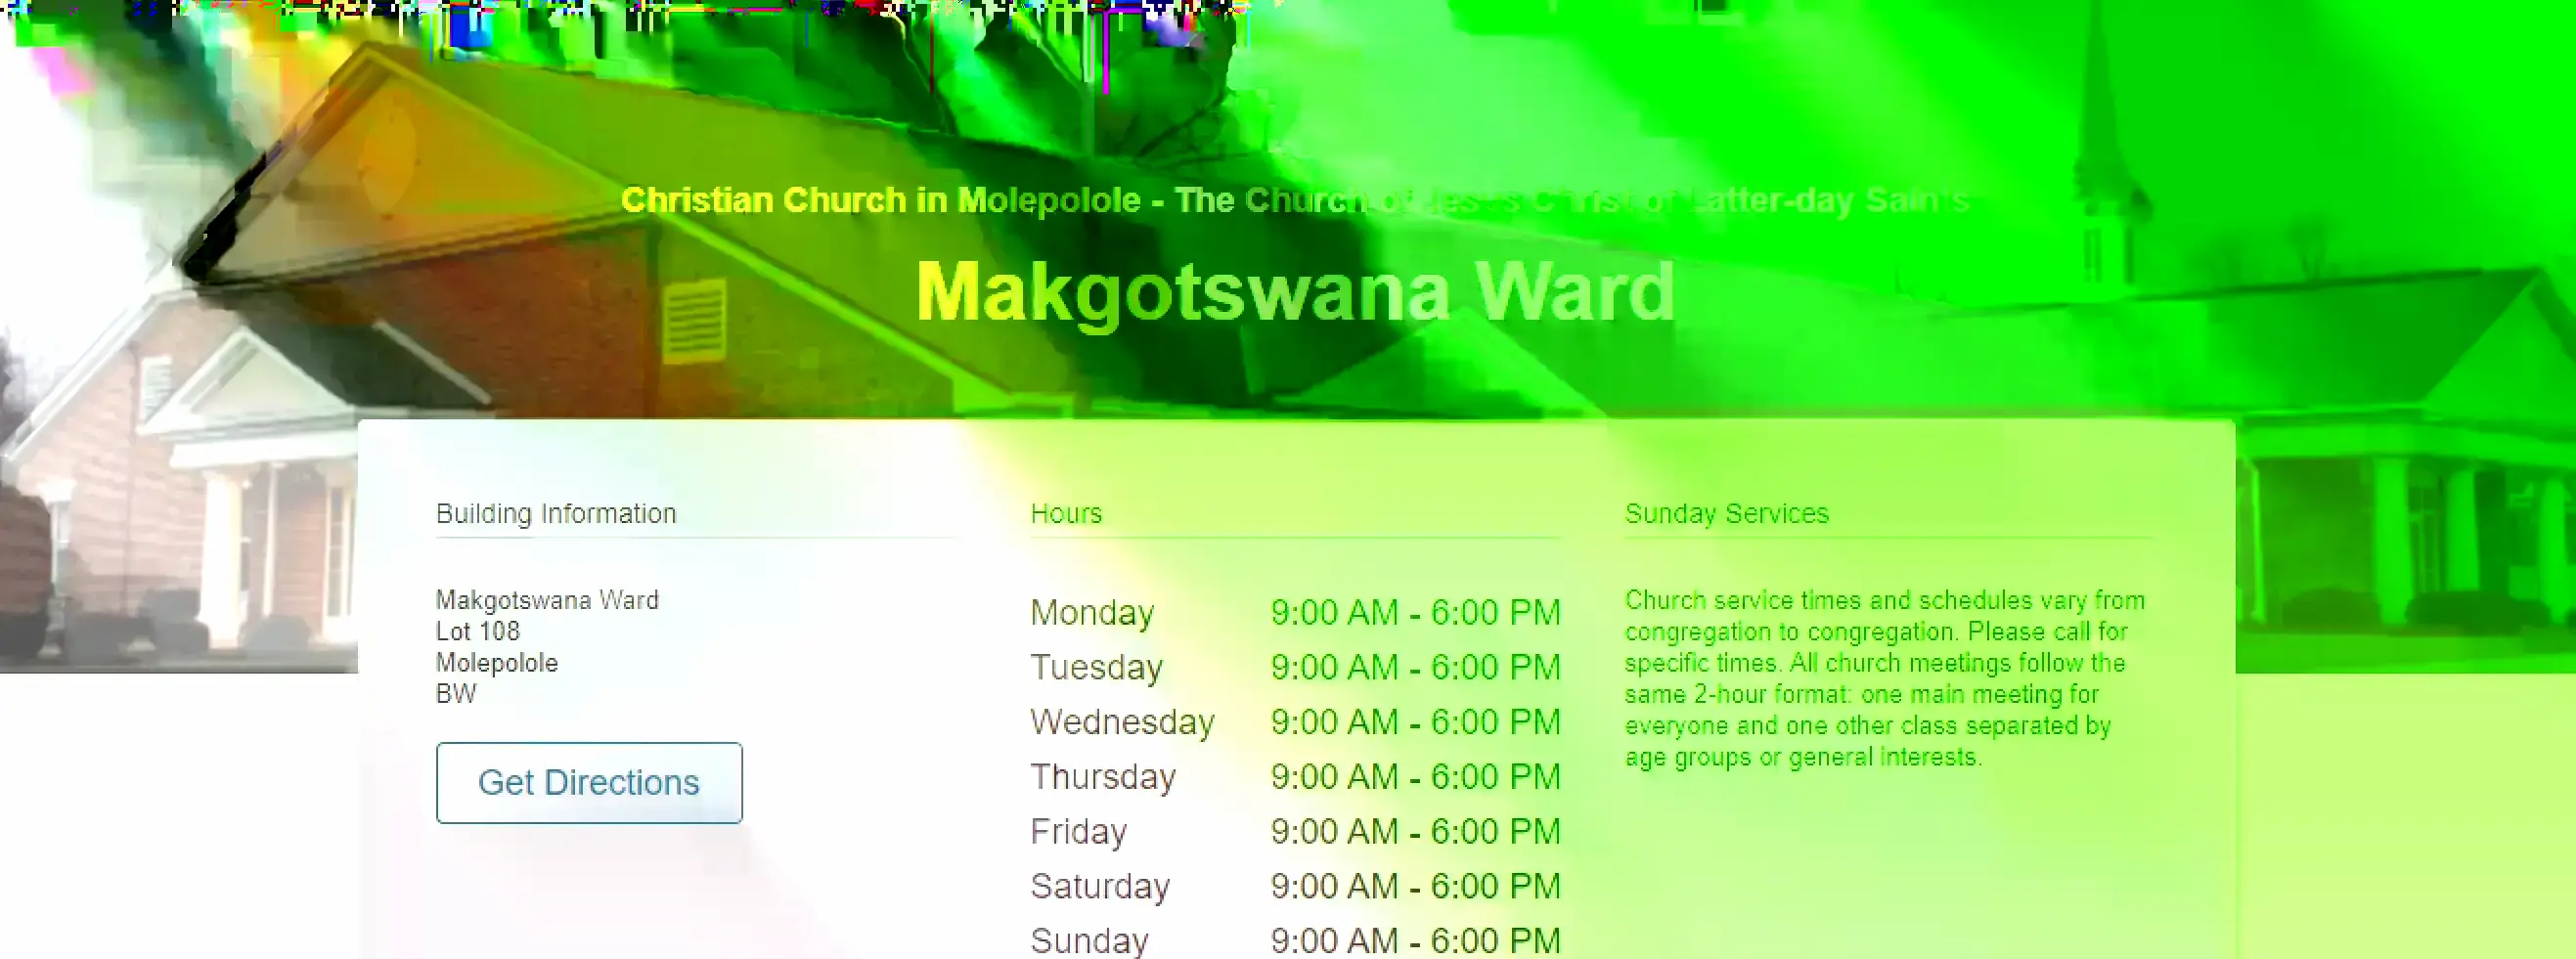 Christian Church in Molepolole - The Church of Jesus Christ of Latter-day Saints
Makgotswana Ward
Building Information
Makgotswana Ward
Lot 108
Molepolole
BW
Get Directions
Hours
Monday 9:00 AM - 6:00 PM
Tuesday 9:00 AM - 6:00 PM
Wednesday 9:00 AM - 6:00 PM
Thursday 9:00 AM - 6:00 PM
Friday 9:00 AM - 6:00 PM
Saturday 9:00 AM - 6:00 PM
Sunday 9:00 AM - 6:00 PM
Sunday Services
Church service times and schedules vary from
congregation to congregation. Please call for
specific times. All church meetings follow the
same 2-hour format: one main meeting for
everyone and one other class separated by
age groups or general interests.